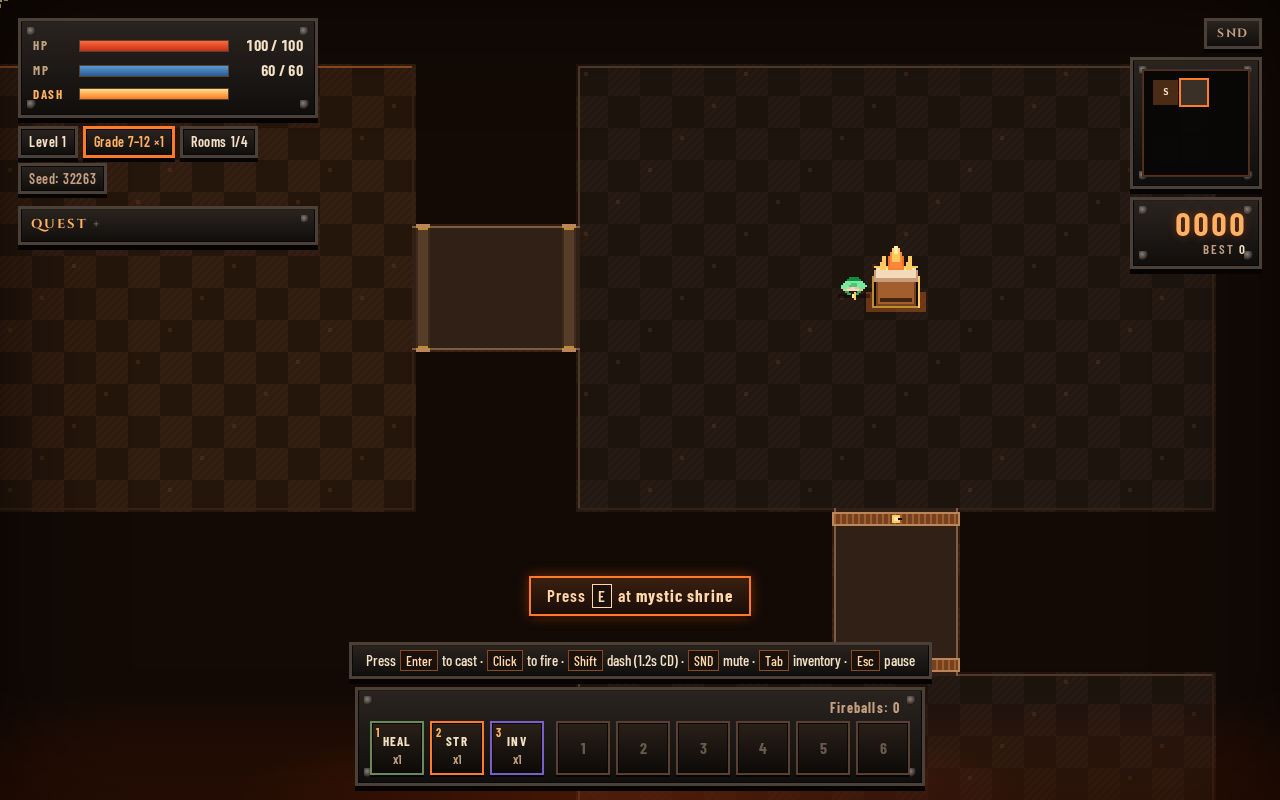 HP 100 / 100
MP 60 / 60
DASH
Level 1 Grade 7-12 ×1 Rooms 1/4
Seed: 32263
QUEST +
SND
S
0000
BEST 0
Press E at mystic shrine
Press Enter to cast · Click to fire · Shift dash (1.2s CD) · SND mute · Tab inventory · Esc pause
Fireballs: 0
1 HEAL x1
2 STR x1
3 INV x1
1 2 3 4 5 6